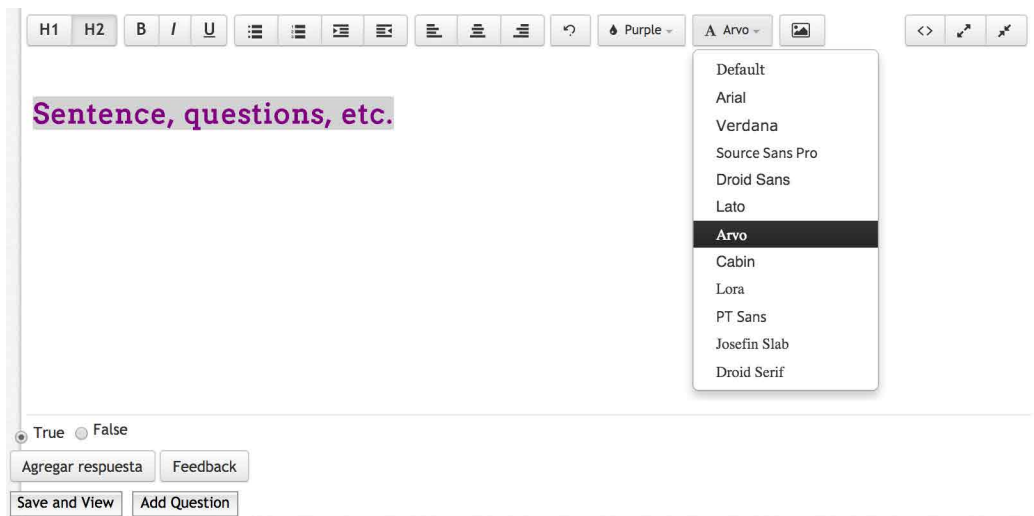 H1 H2 B I U Purple A Arvo <>
Default
Arial
Sentence, questions, etc.
Verdana
Source Sans Pro
Droid Sans
Lato
Arvo
Cabin
Lora
PT Sans
Josefin Slab
Droid Serif
True False
Agregar respuesta Feedback
Save and View Add Question